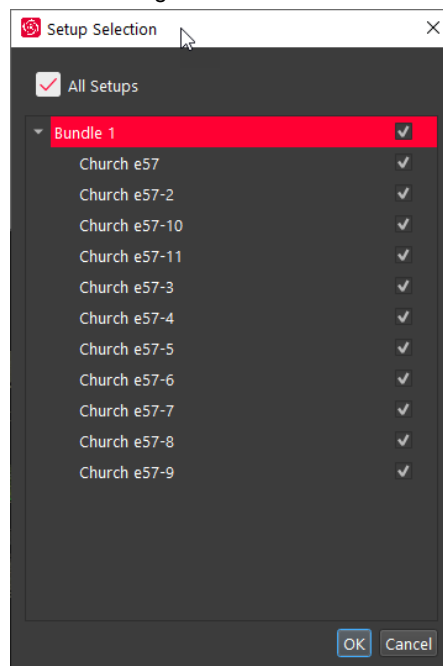 Setup Selection
All Setups
Bundle 1
Church e57
Church e57-2
Church e57-10
Church e57-11
Church e57-3
Church e57-4
Church e57-5
Church e57-6
Church e57-7
Church e57-8
Church e57-9
OK Cancel